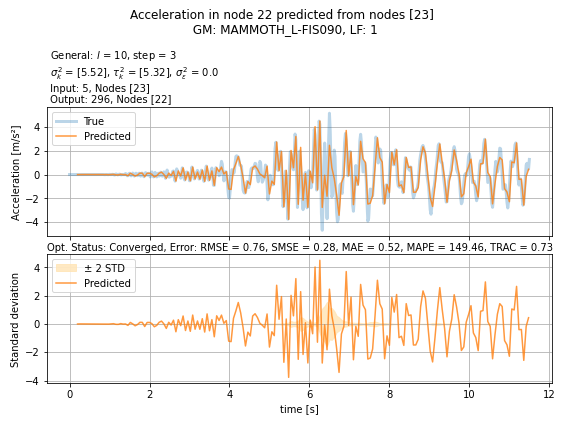 Acceleration in node 22 predicted from nodes [23]
GM: MAMMOTH_L-FIS090, LF: 1
General: l = 10, step = 3
σ²ₖ = [5.52], τ²ₖ = [5.32], σ²ε = 0.0
Input: 5, Nodes [23]
Output: 296, Nodes [22]
True
Predicted
Acceleration [m/s²]
4
2
0
−2
−4
Opt. Status: Converged, Error: RMSE = 0.76, SMSE = 0.28, MAE = 0.52, MAPE = 149.46, TRAC = 0.73
± 2 STD
Predicted
Standard deviation
4
2
0
−2
−4
0 2 4 6 8 10 12
time [s]